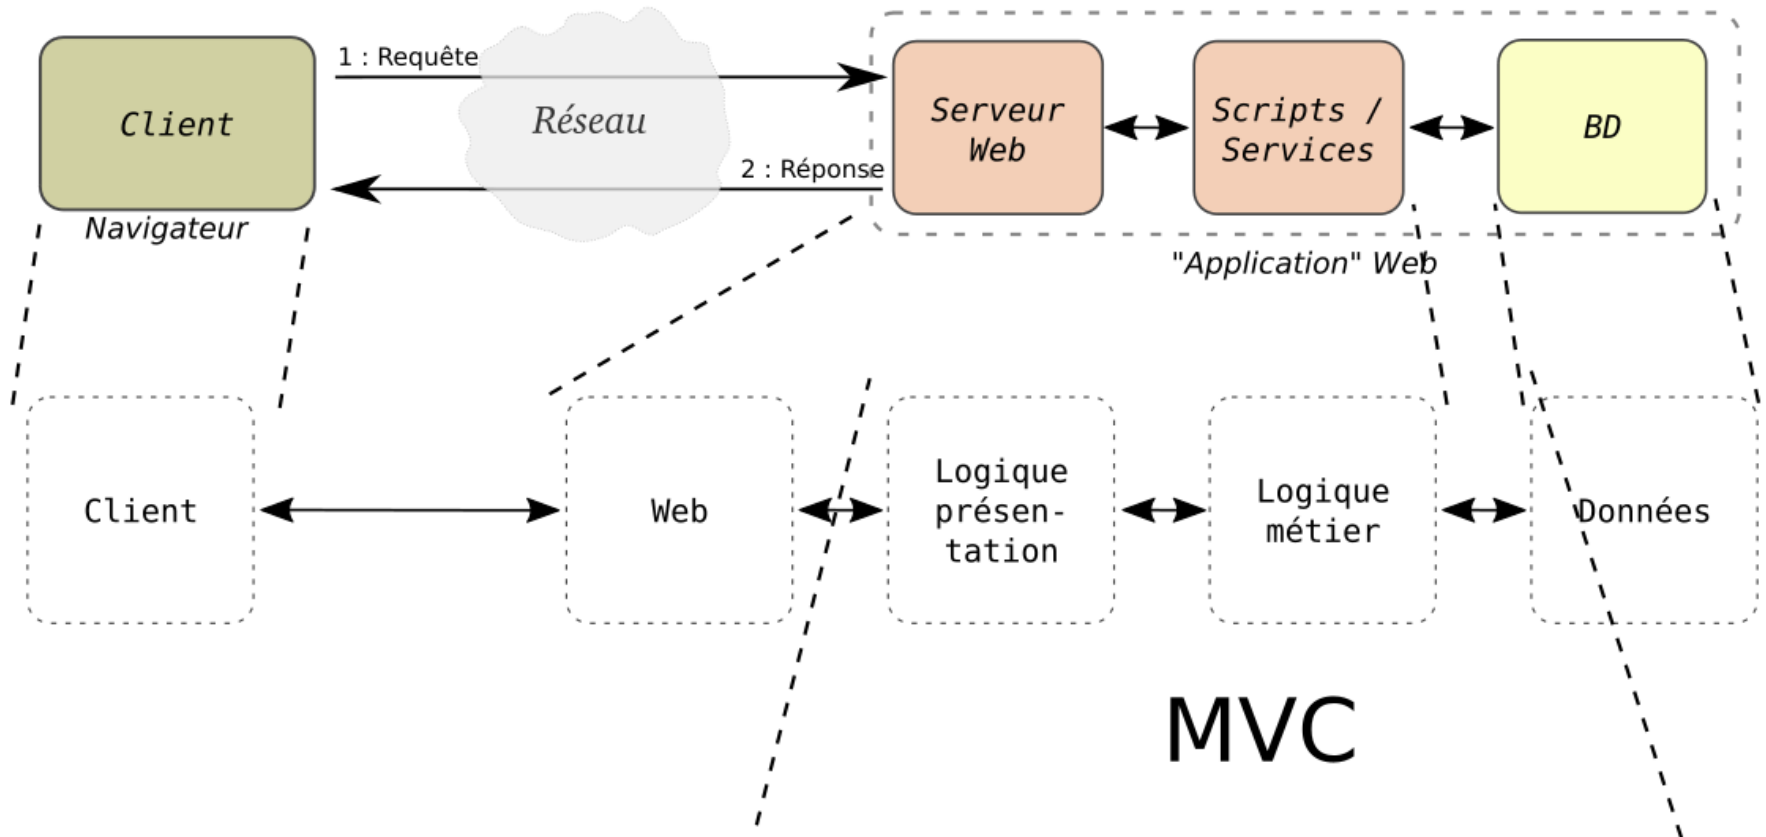 1 : Requête
Client
Réseau
Serveur
Web
Scripts /
Services
BD
2 : Réponse
Navigateur
"Application" Web
Client
Web
Logique
présen-
tation
Logique
métier
Données
MVC